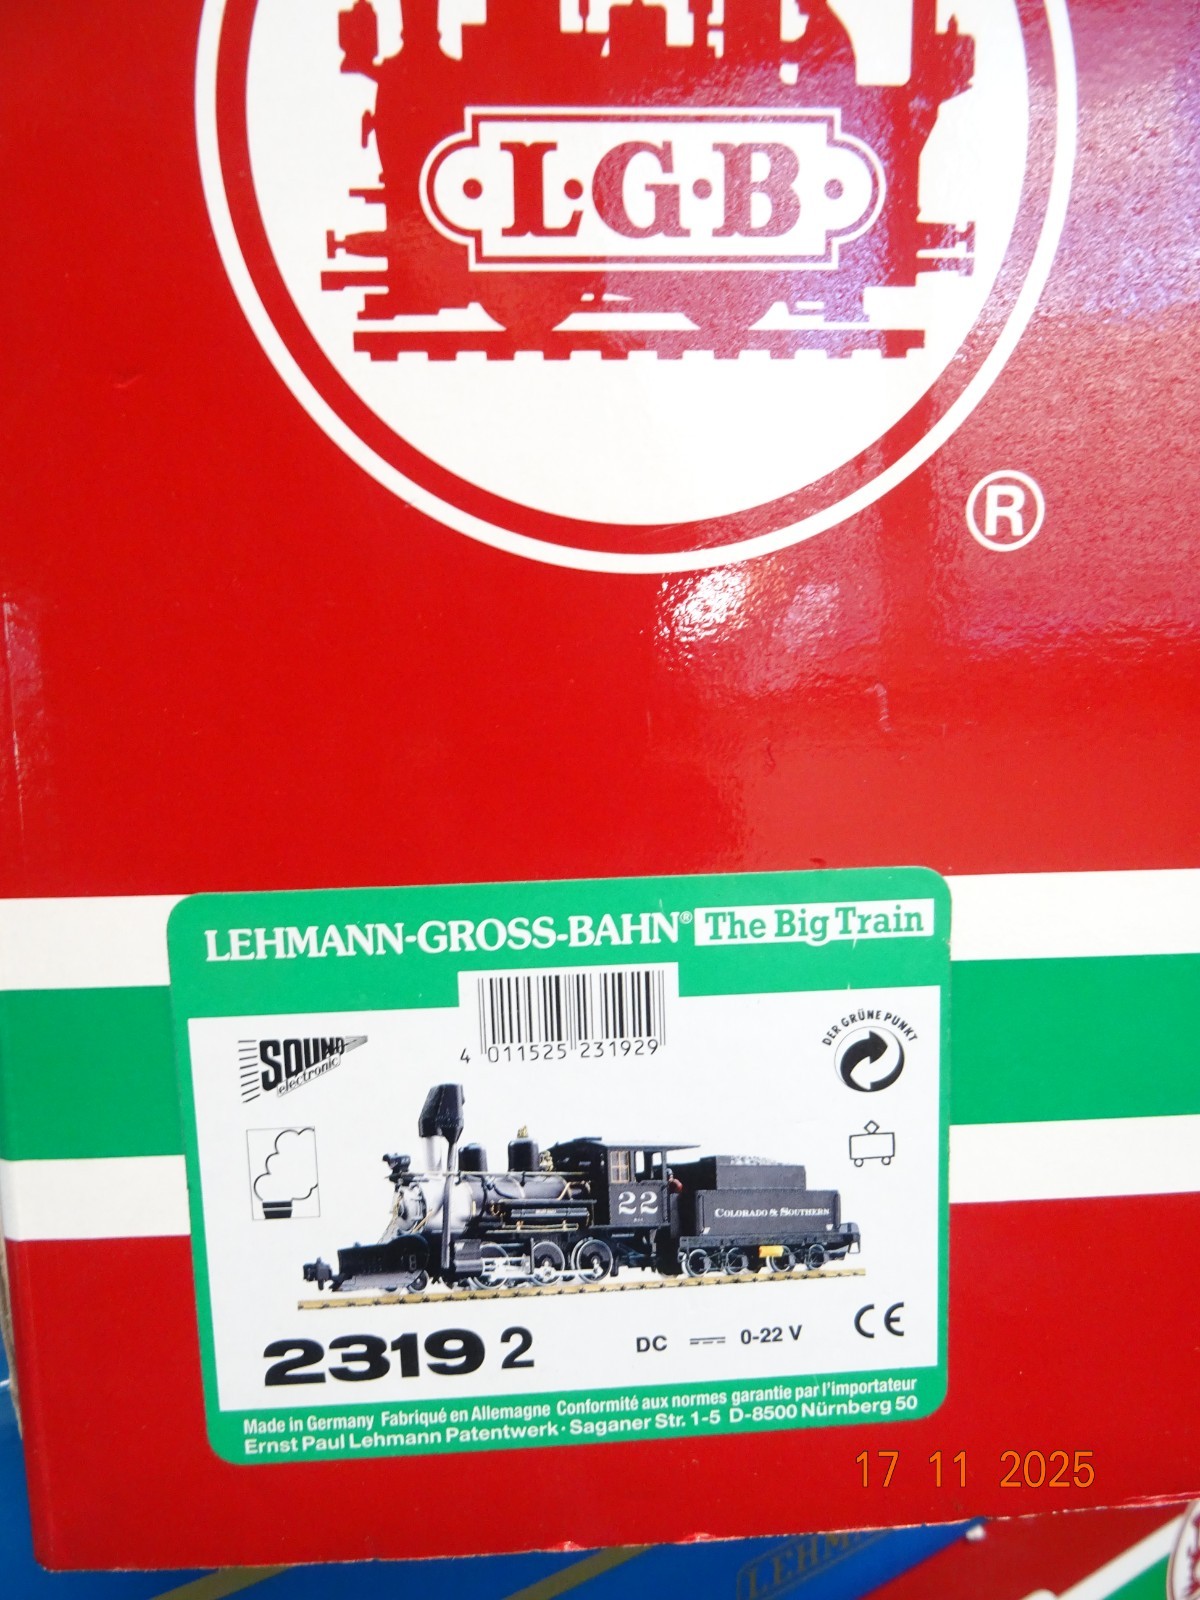 L·G·B
®
LEHMANN-GROSS-BAHN® The Big Train
SOUND
electronic
4 011525 231929
DER GRÜNE PUNKT
22
COLORADO & SOUTHERN
2319 2
DC 0-22 V
CE
Made in Germany Fabriqué en Allemagne Conformité aux normes garantie par l'importateur
Ernst Paul Lehmann Patentwerk · Saganer Str. 1-5 D-8500 Nürnberg 50
17 11 2025
LEHM